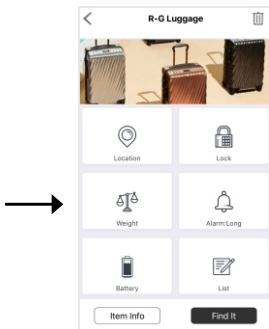 R-G Luggage
Location
Lock
Weight
Alarm:Long
Battery
List
Item Info
Find It